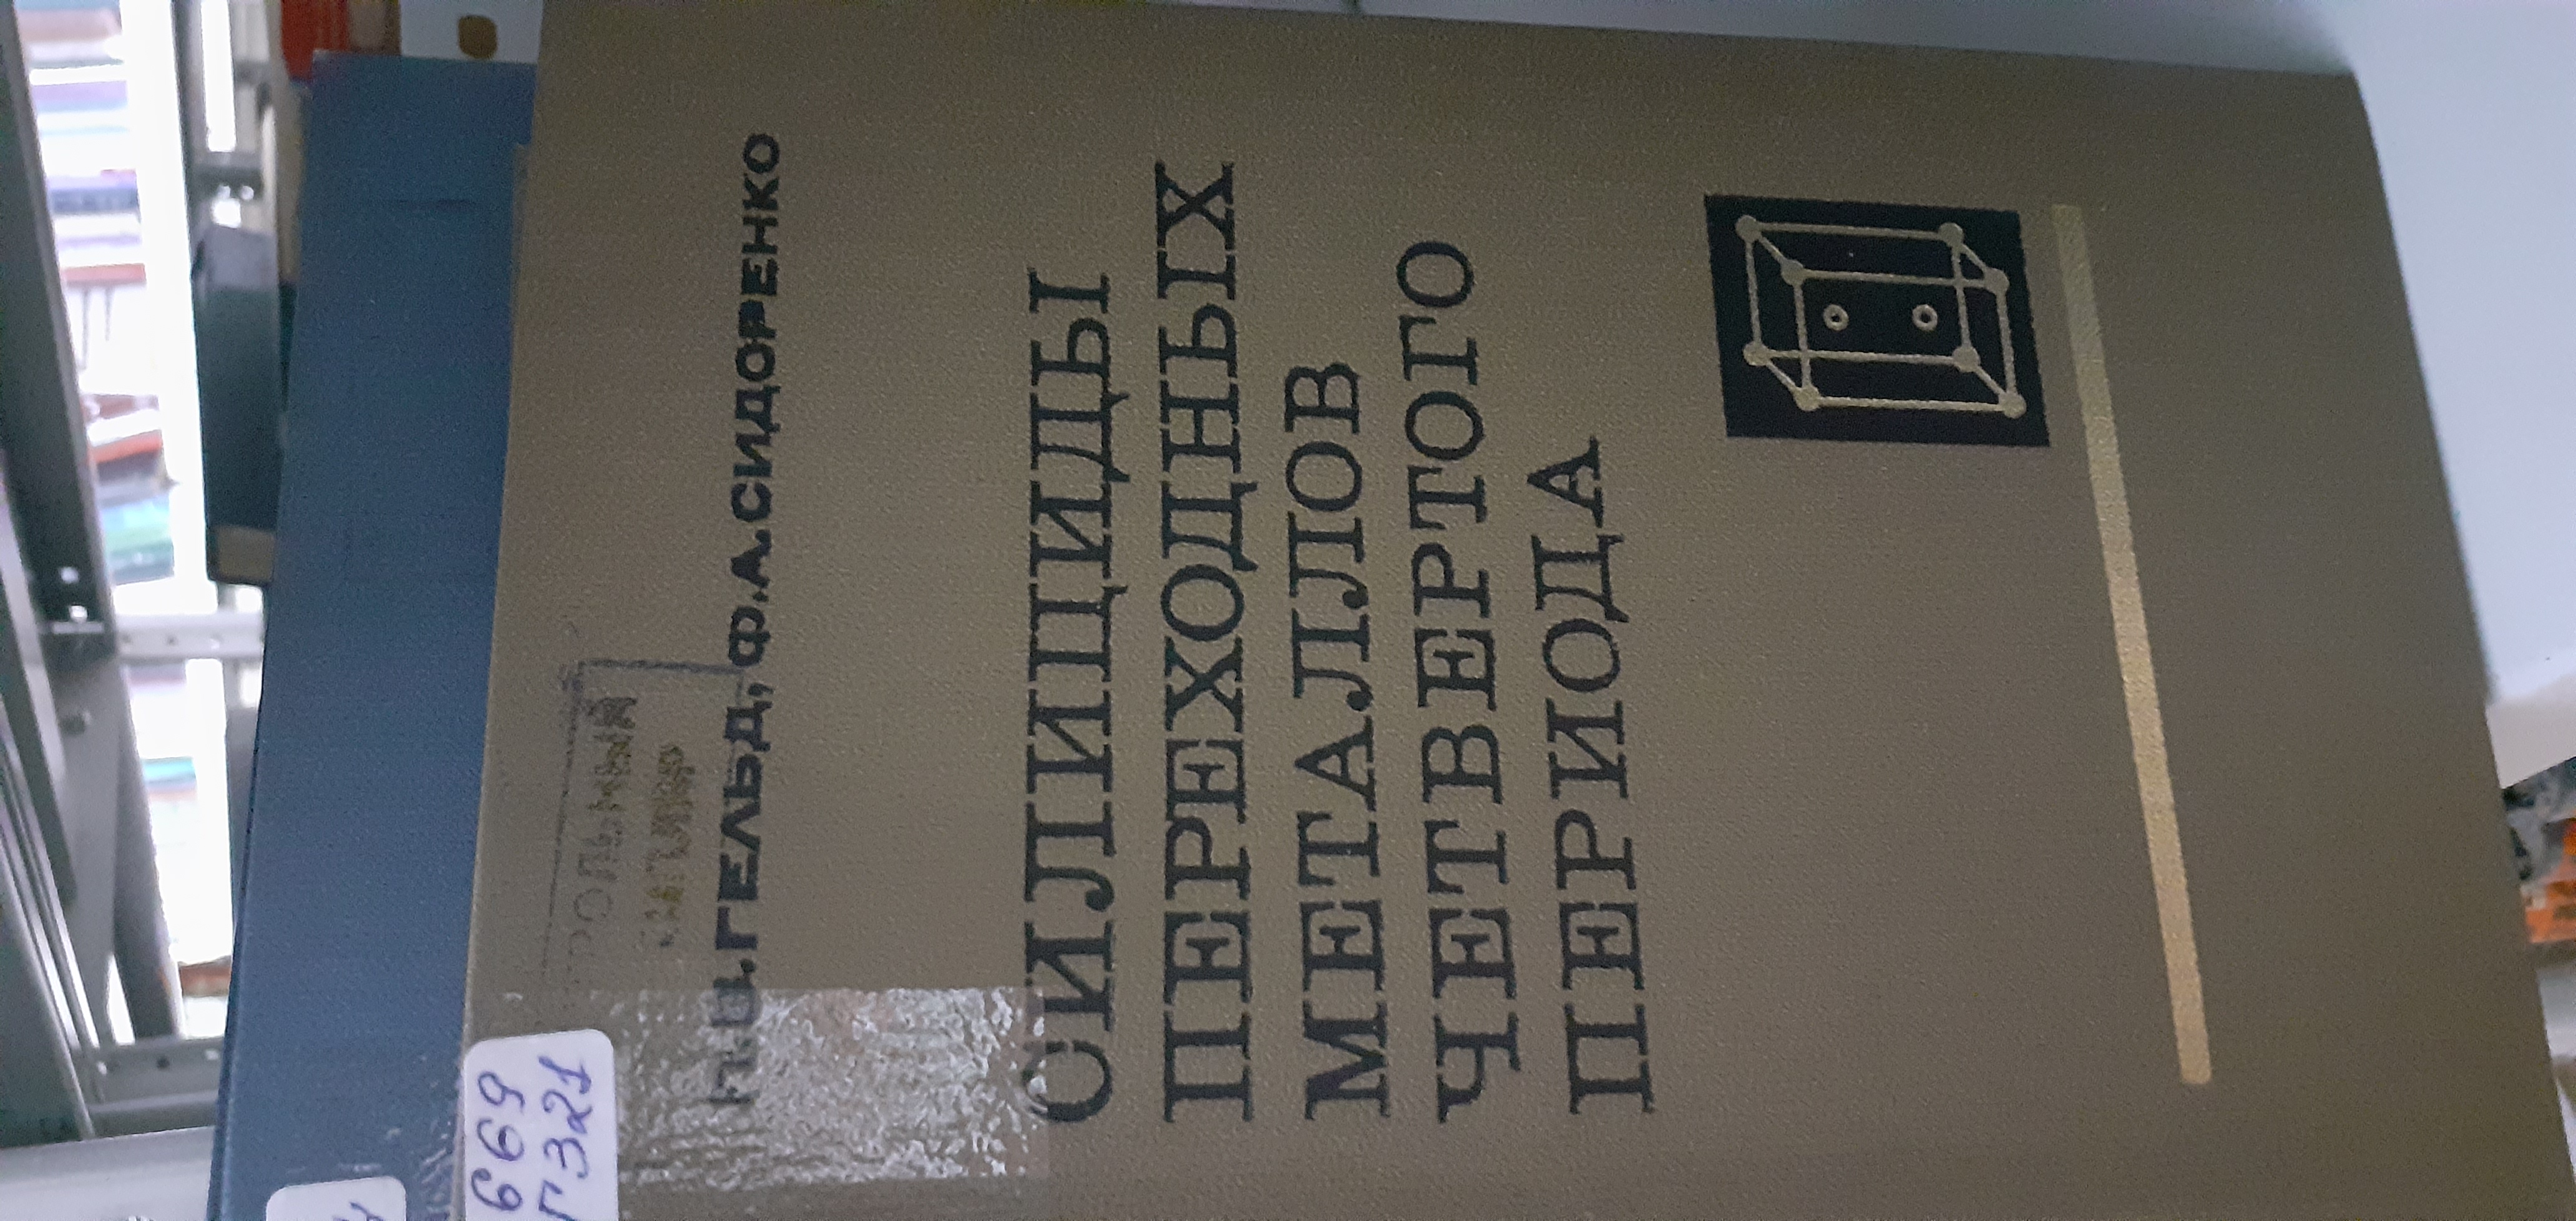 П.В.ГЕЛЬД, Ф.А.СИДОРЕНКО
СИЛИЦИДЫ
ПЕРЕХОДНЫХ
МЕТАЛЛОВ
ЧЕТВЕРТОГО
ПЕРИОДА
669
Г321